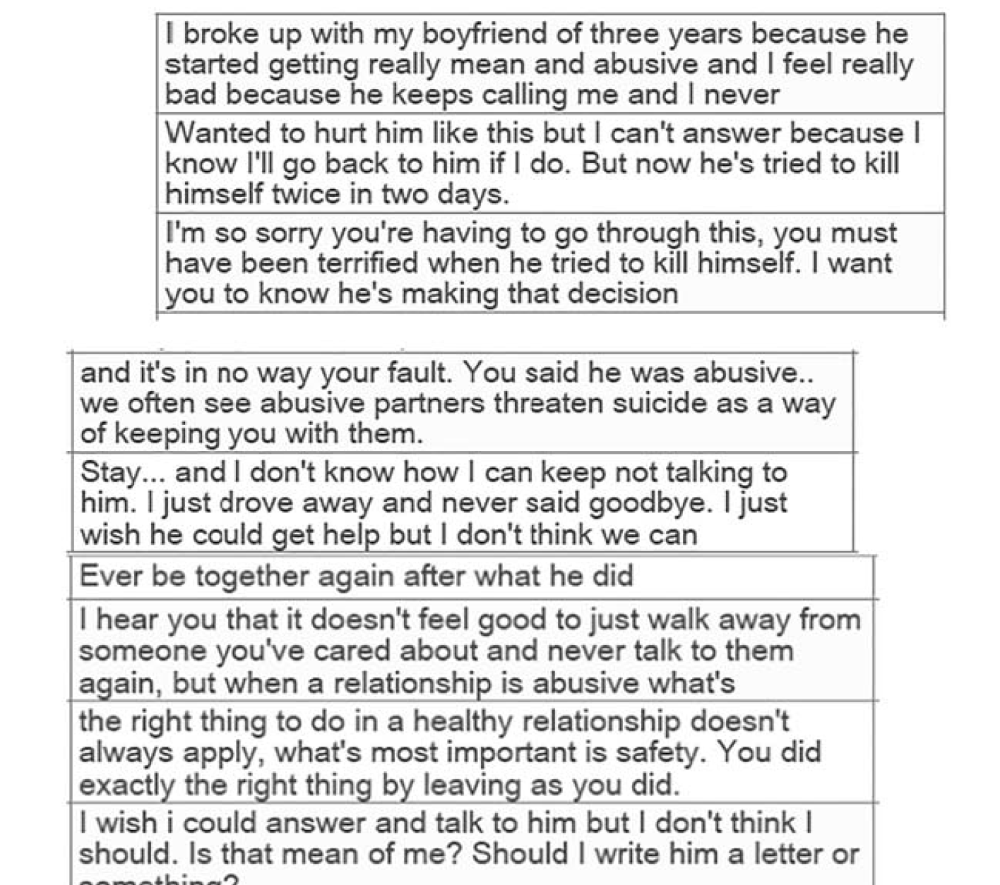 I broke up with my boyfriend of three years because he
started getting really mean and abusive and I feel really
bad because he keeps calling me and I never
Wanted to hurt him like this but I can't answer because I
know I'll go back to him if I do. But now he's tried to kill
himself twice in two days.
I'm so sorry you're having to go through this, you must
have been terrified when he tried to kill himself. I want
you to know he's making that decision
and it's in no way your fault. You said he was abusive..
we often see abusive partners threaten suicide as a way
of keeping you with them.
Stay... and I don't know how I can keep not talking to
him. I just drove away and never said goodbye. I just
wish he could get help but I don't think we can
Ever be together again after what he did
I hear you that it doesn't feel good to just walk away from
someone you've cared about and never talk to them
again, but when a relationship is abusive what's
the right thing to do in a healthy relationship doesn't
always apply, what's most important is safety. You did
exactly the right thing by leaving as you did.
I wish i could answer and talk to him but I don't think I
should. Is that mean of me? Should I write him a letter or
something?